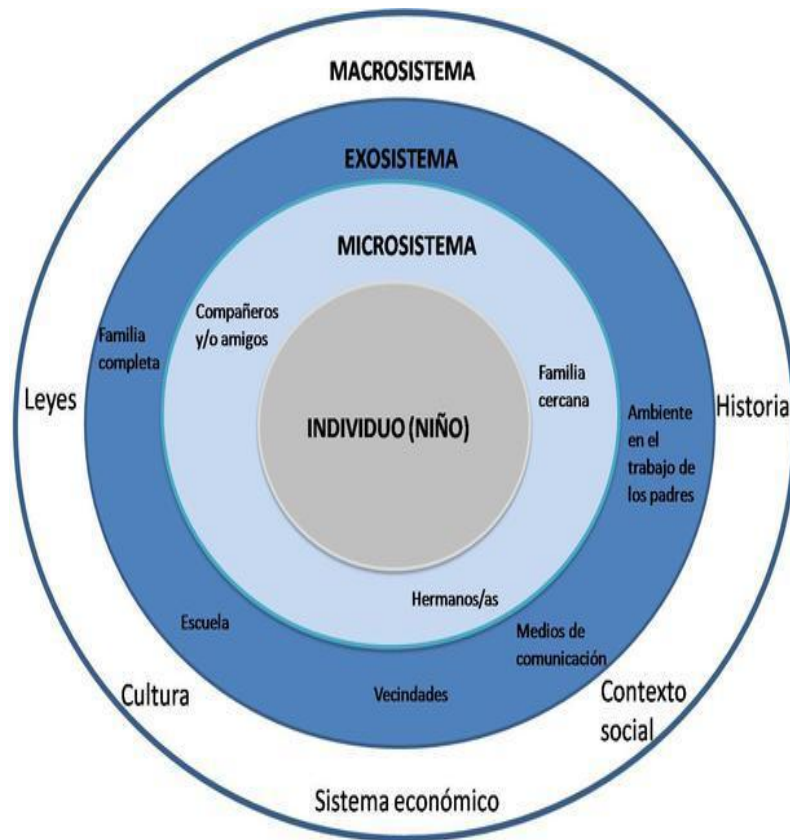 MACROSISTEMA
EXOSISTEMA
MICROSISTEMA
Compañeros
y/o amigos
Familia
completa
Familia
cercana
Leyes
INDIVIDUO (NIÑO)
Historia
Ambiente
en el
trabajo de
los padres
Hermanos/as
Escuela
Medios de
comunicación
Cultura
Vecindades
Contexto
social
Sistema económico